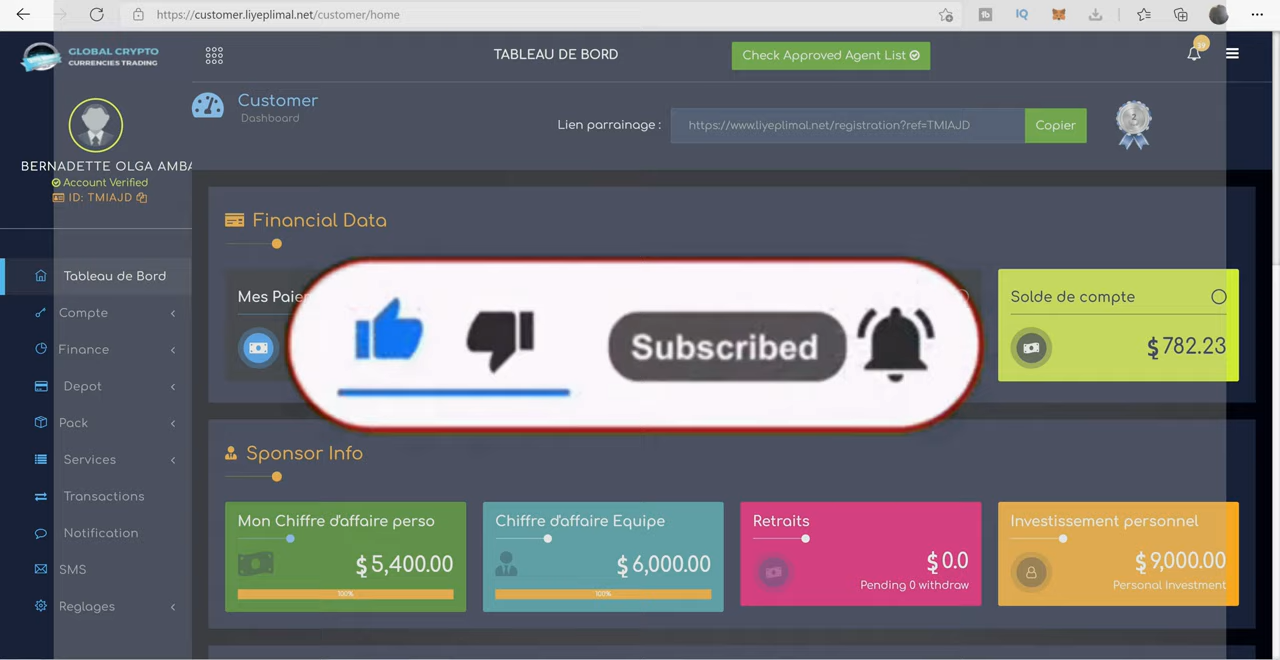 https://customer.liyeplimal.net/customer/home
GLOBAL CRYPTO
CURRENCIES TRADING
TABLEAU DE BORD
Check Approved Agent List
27
Customer
Dashboard
Lien parrainage :
https://www.liyeplimal.net/registration?ref=TMIAJD
Copier
2
BERNADETTE OLGA AMBA
Account Verified
ID: TMIAJD
Tableau de Bord
Compte
Finance
Depot
Pack
Services
Transactions
Notification
SMS
Reglages
Financial Data
Mes Paie
Subscribed
Solde de compte
$782.23
Sponsor Info
Mon Chiffre d'affaire perso
$5,400.00
100%
Chiffre d'affaire Equipe
$6,000.00
100%
Retraits
$0.0
Pending 0 withdraw
Investissement personnel
$9,000.00
Personal Investment